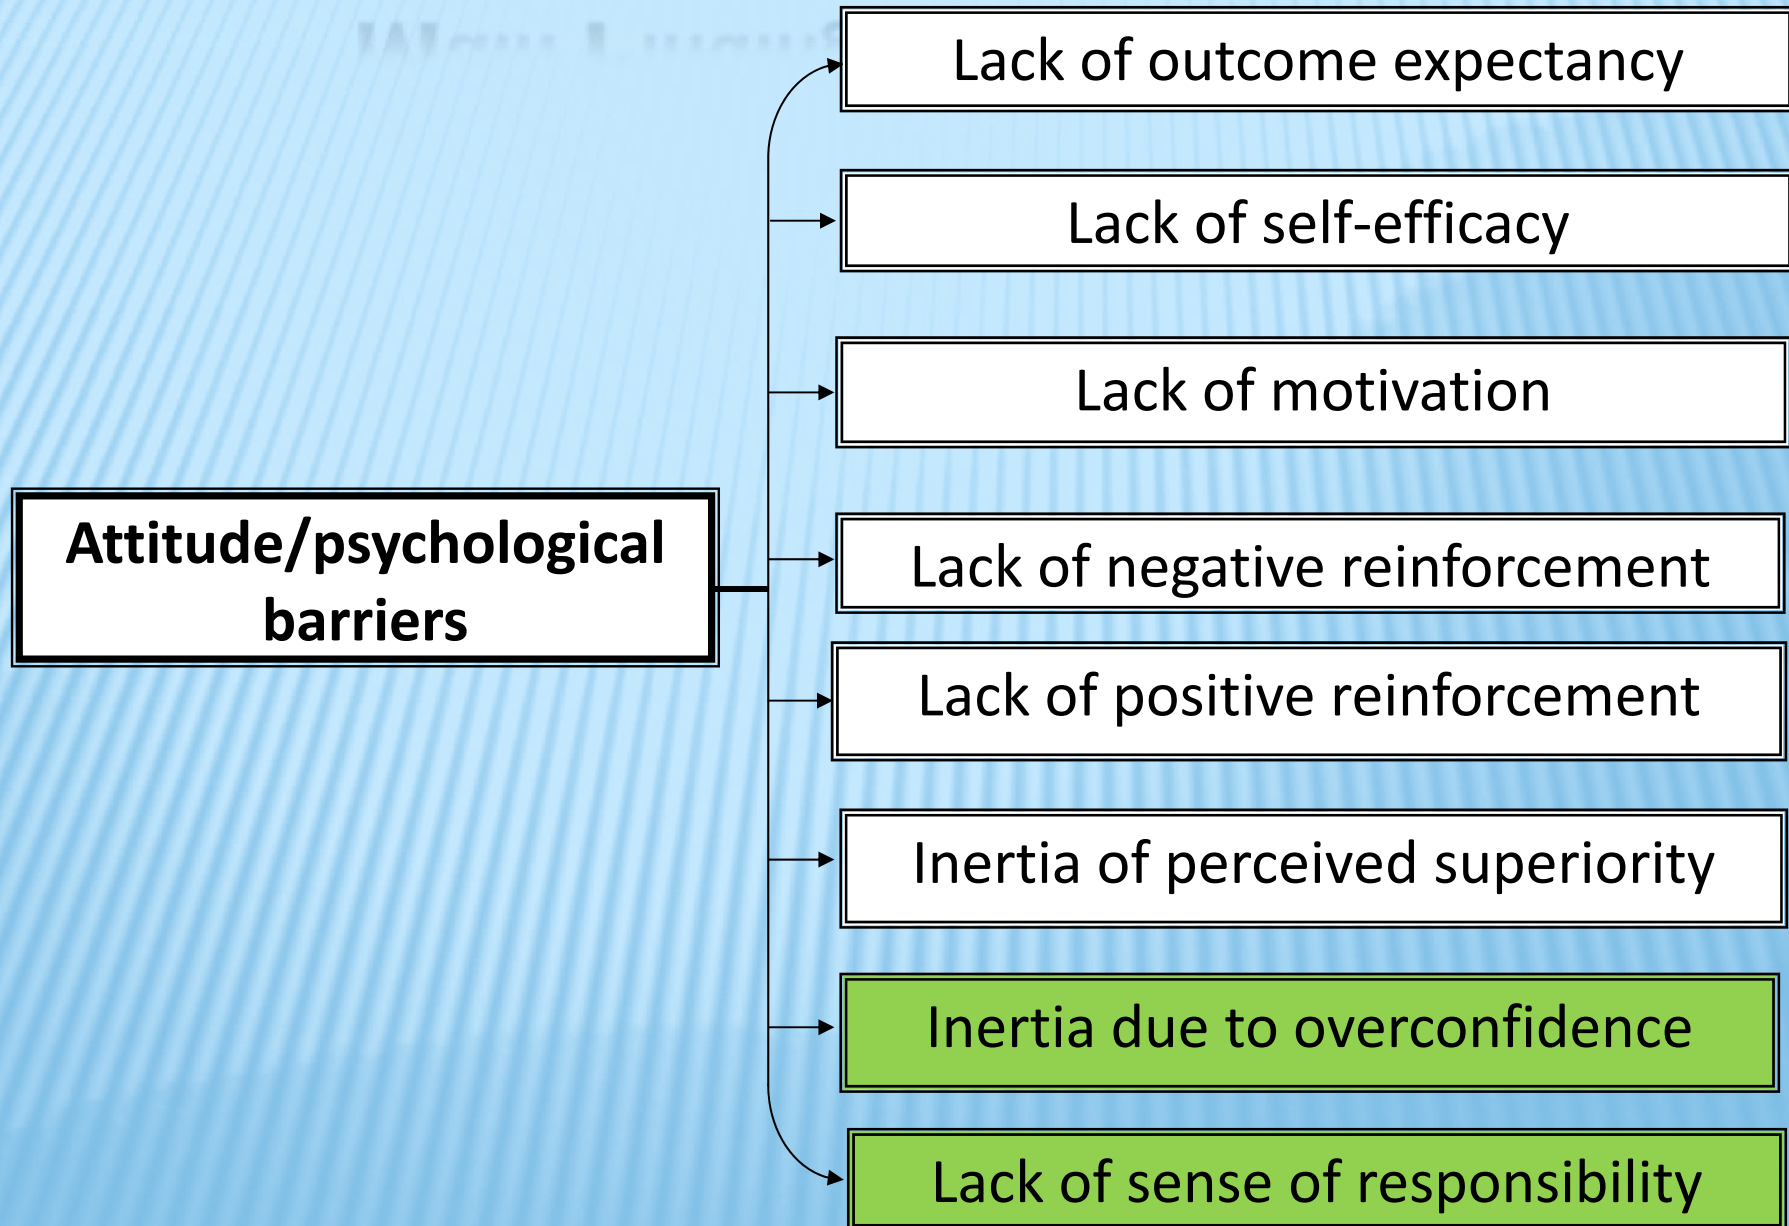 Lack of outcome expectancy
Lack of self-efficacy
Lack of motivation
Attitude/psychological
barriers
Lack of negative reinforcement
Lack of positive reinforcement
Inertia of perceived superiority
Inertia due to overconfidence
Lack of sense of responsibility